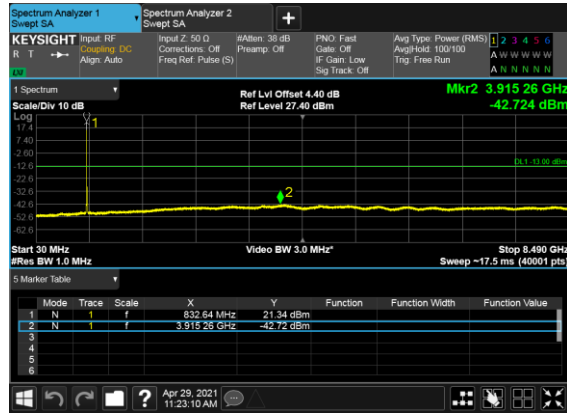 Spectrum Analyzer 1
Swept SA
Spectrum Analyzer 2
Swept SA
+
KEYSIGHT
R T
LVI
Input: RF
Coupling: DC
Align: Auto
Input Z: 50 Ω
Corrections: Off
Freq Ref: Pulse (S)
#Atten: 38 dB
Preamp: Off
PNO: Fast
Gate: Off
IF Gain: Low
Sig Track: Off
Avg Type: Power (RMS)
Avg|Hold: 100/100
Trig: Free Run
1 2 3 4 5 6
A W W W W W
A N N N N N
1 Spectrum
Scale/Div 10 dB
Ref Lvl Offset 4.40 dB
Ref Level 27.40 dBm
Mkr2 3.915 26 GHz
-42.724 dBm
Log
17.4
7.40
-2.60
-12.6
-22.6
-32.6
-42.6
-52.6
-62.6
1
2
DL1 -13.00 dBm
Start 30 MHz
#Res BW 1.0 MHz
Video BW 3.0 MHz*
Stop 8.490 GHz
Sweep ~17.5 ms (40001 pts)
5 Marker Table
Mode Trace Scale X Y Function Function Width Function Value
1 N 1 f 832.64 MHz 21.34 dBm
2 N 1 f 3.915 26 GHz -42.72 dBm
3
4
5
6
?
Apr 29, 2021
11:23:10 AM